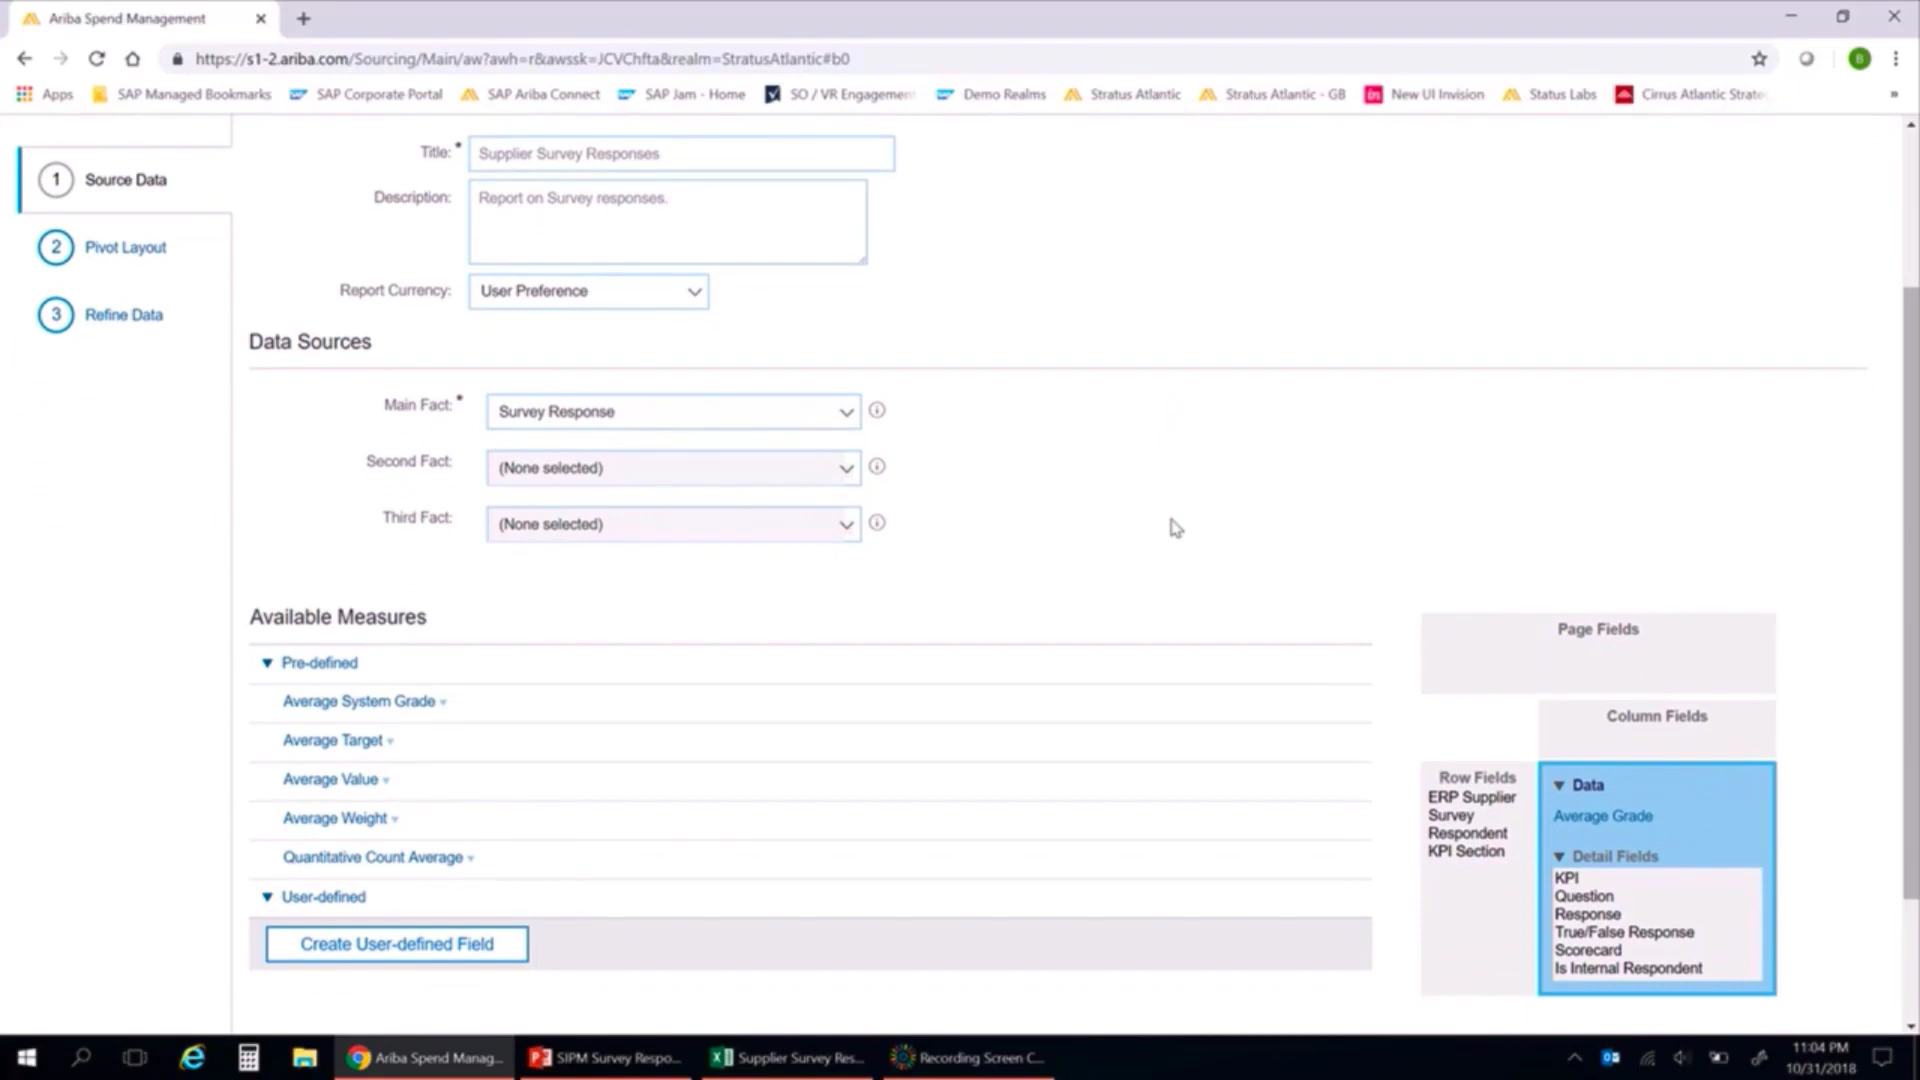 Ariba Spend Management
https://s1-2.ariba.com/Sourcing/Main/aw?awh=r&awssk=JCVChfta&realm=StratusAtlantic#b0
B
Apps
SAP Managed Bookmarks
SAP Corporate Portal
SAP Ariba Connect
SAP Jam - Home
SO / VR Engagement
Demo Realms
Stratus Atlantic
Stratus Atlantic - GB
New UI Invision
Status Labs
Cirrus Atlantic Strate
1 Source Data
2 Pivot Layout
3 Refine Data
Title: * Supplier Survey Responses
Description: Report on Survey responses.
Report Currency: User Preference
Data Sources
Main Fact: * Survey Response
Second Fact: (None selected)
Third Fact: (None selected)
Available Measures
Pre-defined
Average System Grade
Average Target
Average Value
Average Weight
Quantitative Count Average
User-defined
Create User-defined Field
Page Fields
Column Fields
Row Fields
ERP Supplier
Survey
Respondent
KPI Section
Data
Average Grade
Detail Fields
KPI
Question
Response
True/False Response
Scorecard
Is Internal Respondent
Ariba Spend Manag...
SIPM Survey Respo...
Supplier Survey Res...
Recording Screen C...
11:04 PM
10/31/2018